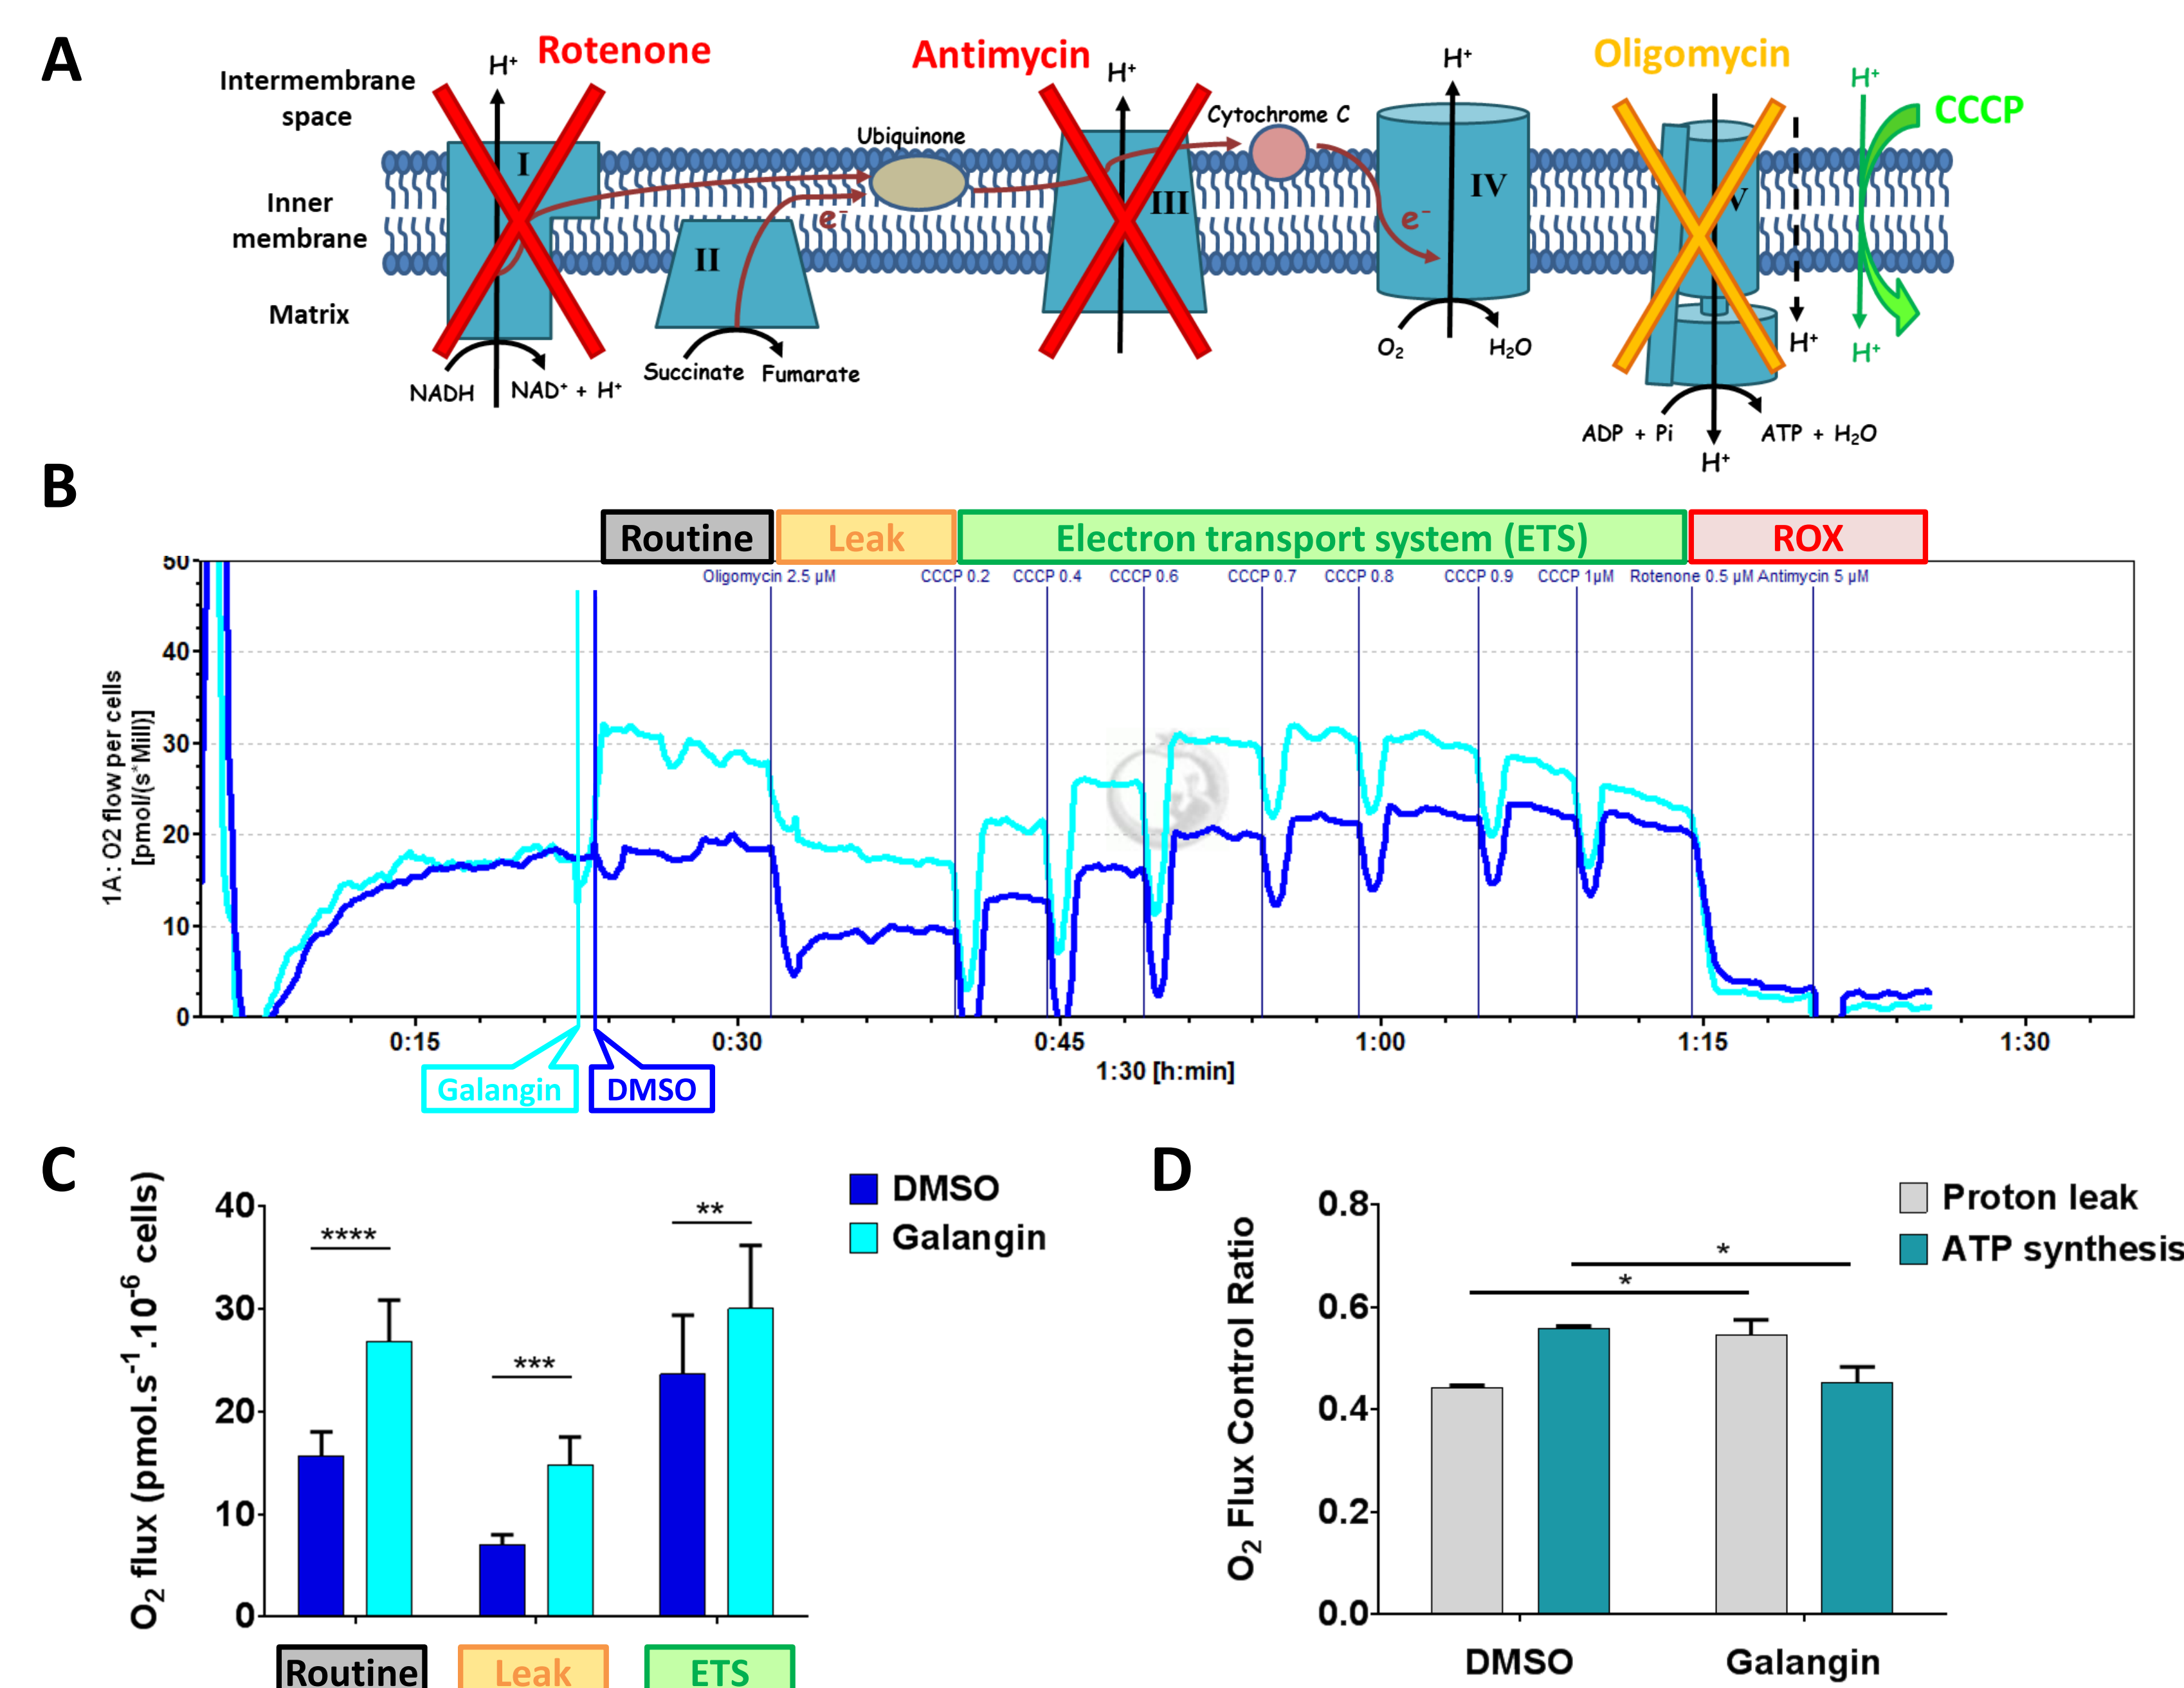 A
Rotenone
Antimycin
Oligomycin
CCCP
Intermembrane
space
Inner
membrane
Matrix
H⁺
H⁺
H⁺
H⁺
I
II
III
IV
V
Ubiquinone
Cytochrome C
e⁻
e⁻
NADH
NAD⁺ + H⁺
Succinate
Fumarate
O₂
H₂O
H⁺
H⁺
ADP + Pi
ATP + H₂O
H⁺
B
Routine
Leak
Electron transport system (ETS)
ROX
Oligomycin 2.5 µM
CCCP 0.2
CCCP 0.4
CCCP 0.6
CCCP 0.7
CCCP 0.8
CCCP 0.9
CCCP 1µM
Rotenone 0.5 µM
Antimycin 5 µM
1A: O2 flow per cells
[pmol/(s*Mill)]
50
40
30
20
10
0
0:15
0:30
0:45
1:00
1:15
1:30
1:30 [h:min]
Galangin
DMSO
C
O₂ flux (pmol.s⁻¹.10⁻⁶ cells)
40
30
20
10
0
****
***
**
DMSO
Galangin
Routine
Leak
ETS
D
O₂ Flux Control Ratio
0.8
0.6
0.4
0.2
0.0
*
*
Proton leak
ATP synthesis
DMSO
Galangin